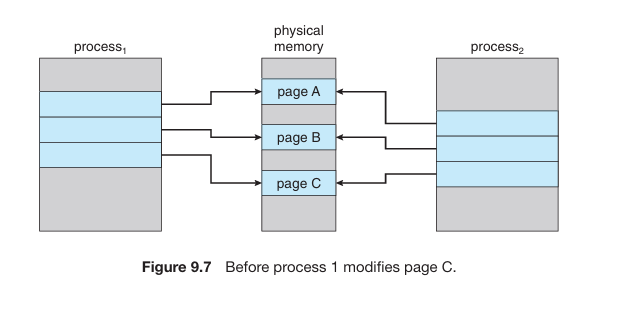 physical
memory
process₁
process₂
page A
page B
page C
Figure 9.7 Before process 1 modifies page C.